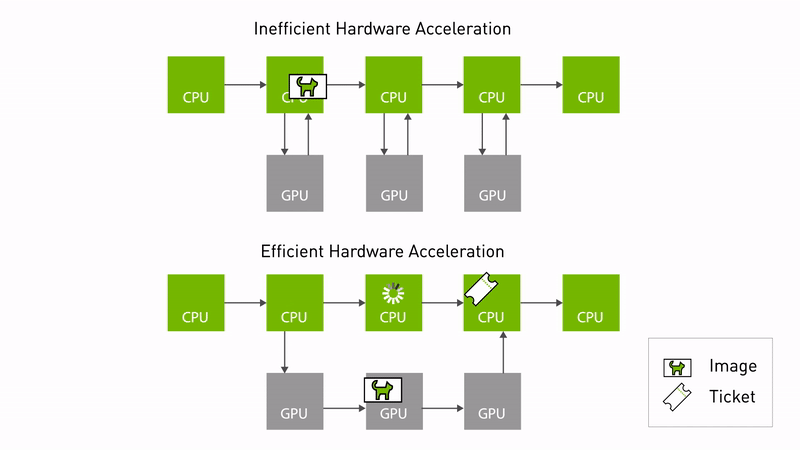 Inefficient Hardware Acceleration
CPU CPU CPU CPU CPU
GPU GPU GPU
Efficient Hardware Acceleration
CPU CPU CPU CPU CPU
GPU GPU GPU
Image
Ticket